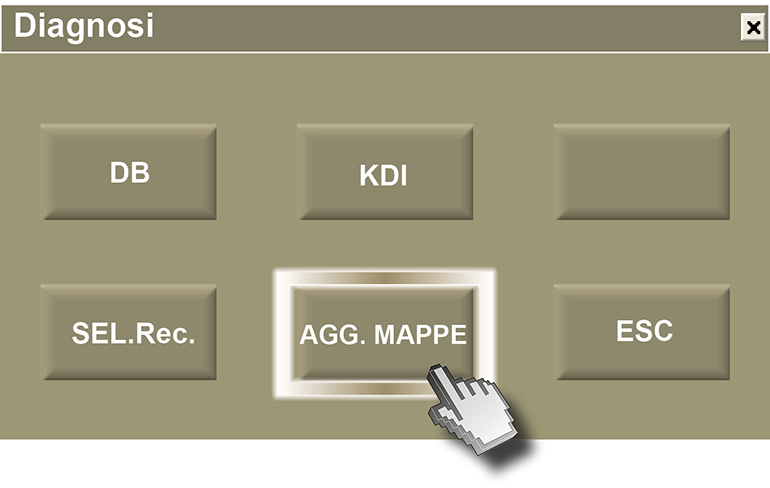 Diagnosi
DB
KDI
SEL.Rec.
AGG. MAPPE
ESC